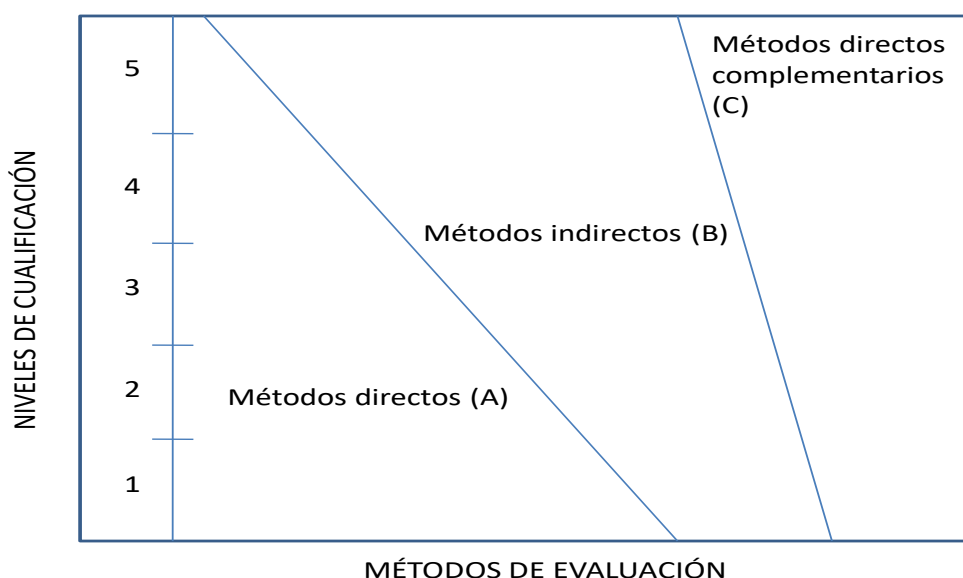 Métodos directos
complementarios
(C)
5
4
Métodos indirectos (B)
3
2
Métodos directos (A)
1
NIVELES DE CUALIFICACIÓN
MÉTODOS DE EVALUACIÓN